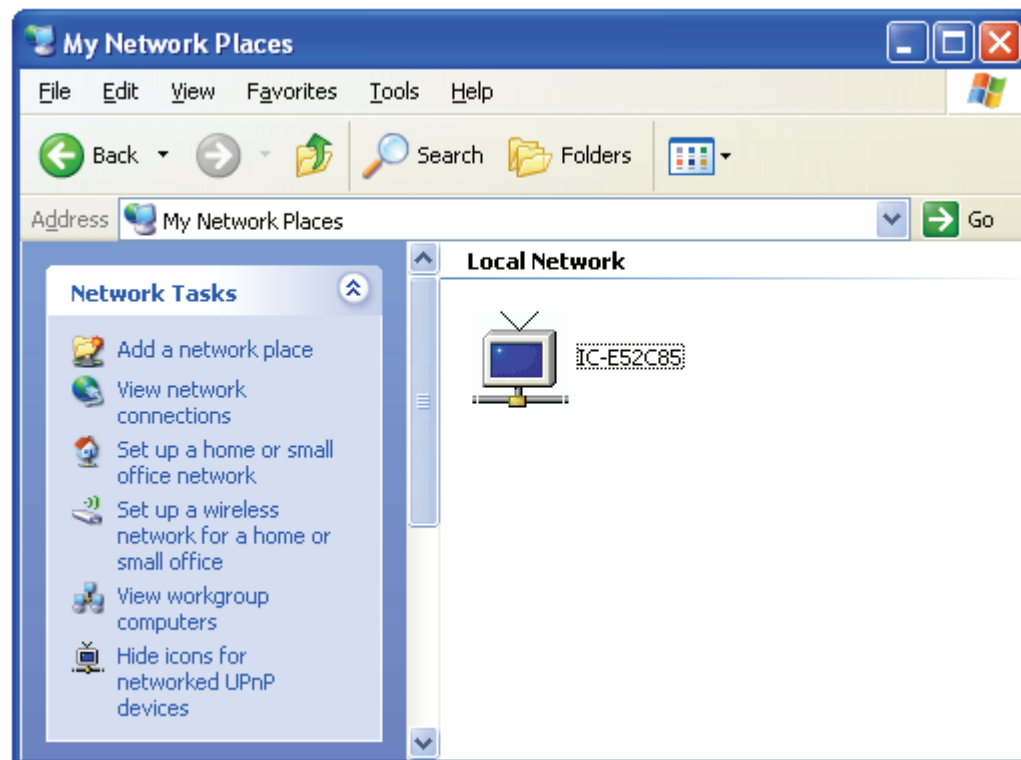 My Network Places
File Edit View Favorites Tools Help
Back Search Folders
Address My Network Places Go
Network Tasks
Add a network place
View network
connections
Set up a home or small
office network
Set up a wireless
network for a home or
small office
View workgroup
computers
Hide icons for
networked UPnP
devices
Local Network
IC-E52C85